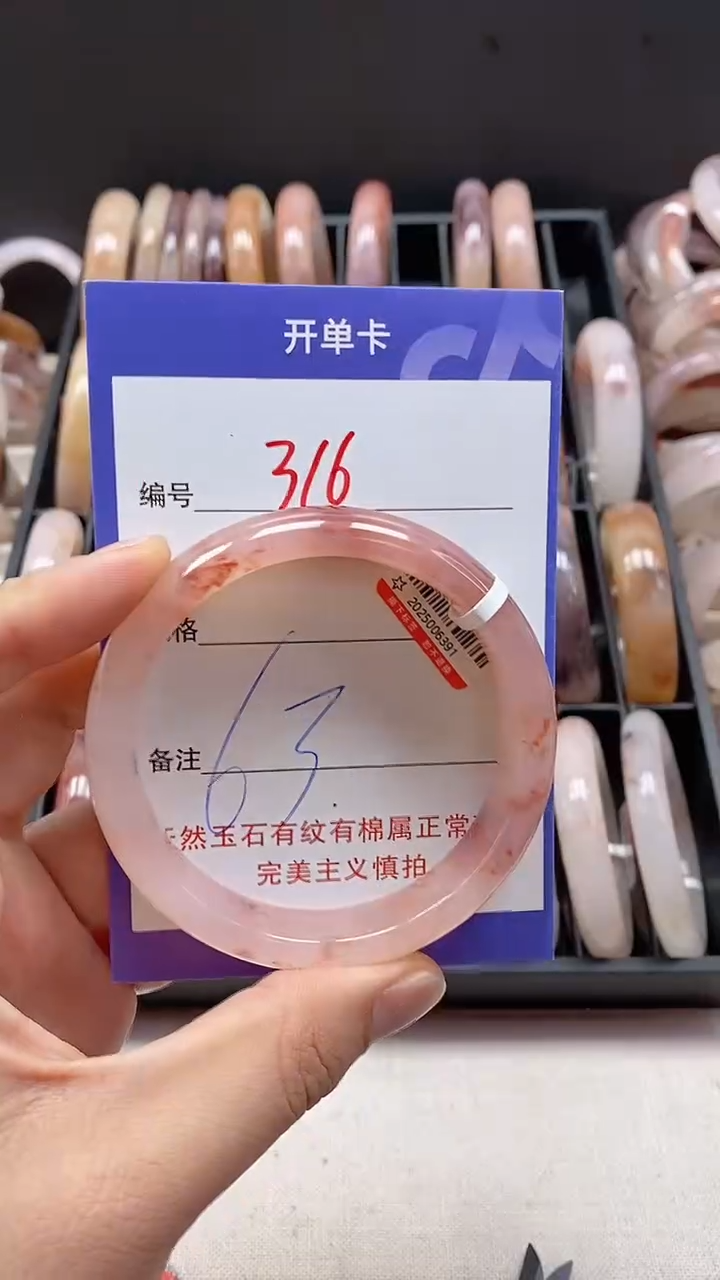 开单卡
编号 316
格
2025006391
备注 63
天然玉石有纹有棉属正常
完美主义慎拍